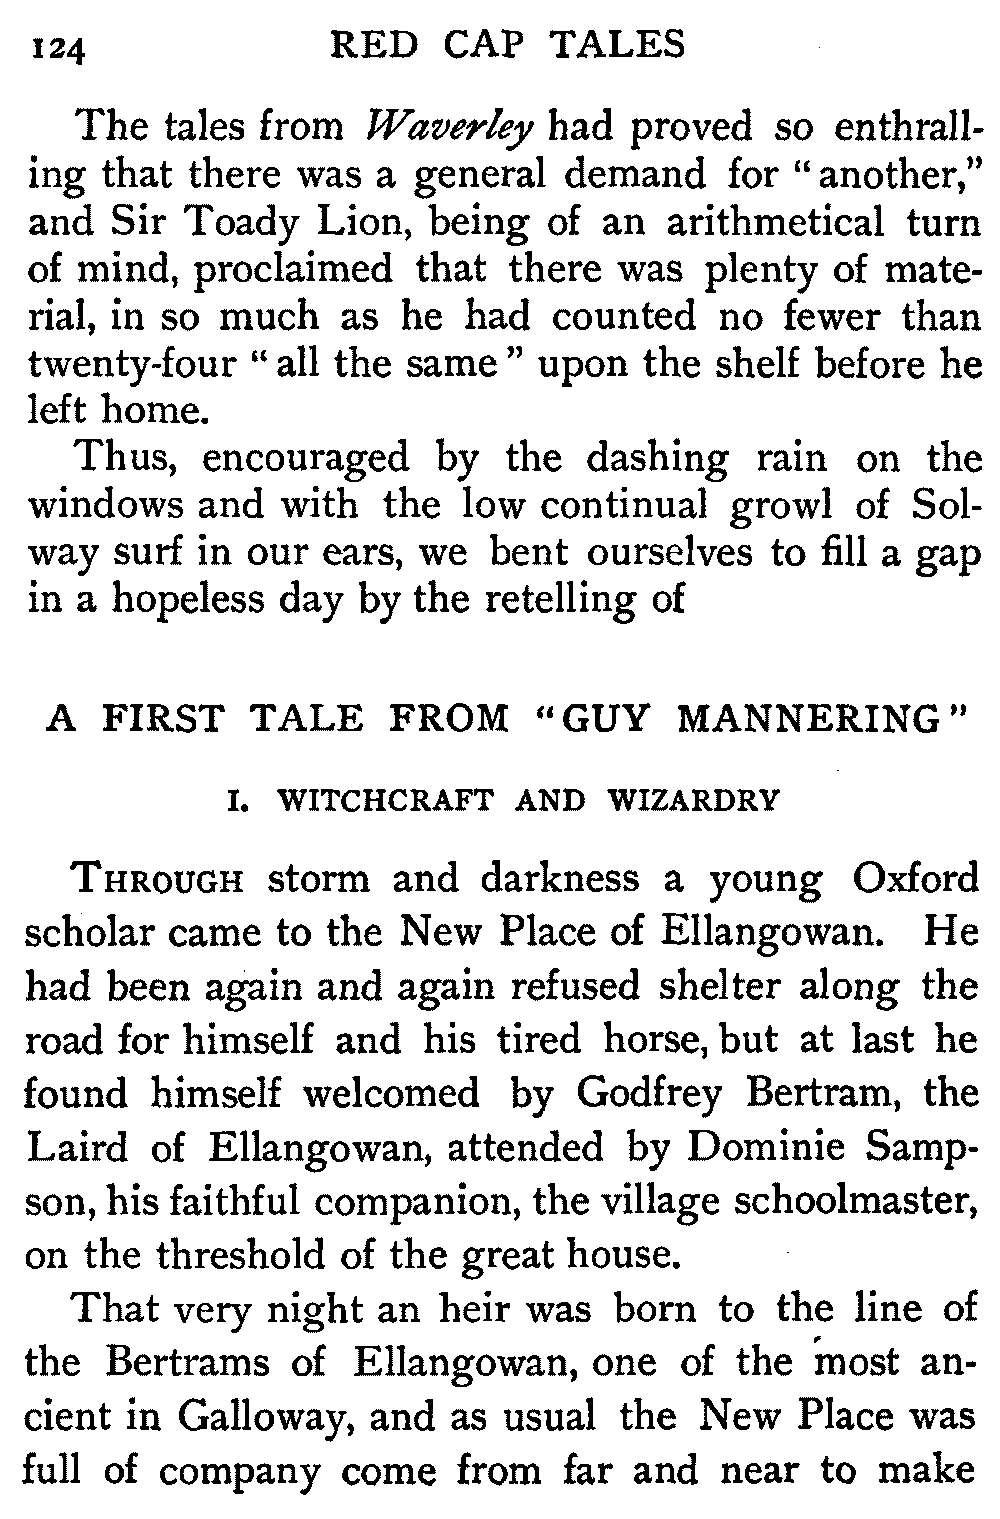 124 RED CAP TALES
The tales from Waverley had proved so enthrall-
ing that there was a general demand for “another,”
and Sir Toady Lion, being of an arithmetical turn
of mind, proclaimed that there was plenty of mate-
rial, in so much as he had counted no fewer than
twenty-four “all the same” upon the shelf before he
left home.
Thus, encouraged by the dashing rain on the
windows and with the low continual growl of Sol-
way surf in our ears, we bent ourselves to fill a gap
in a hopeless day by the retelling of
A FIRST TALE FROM “GUY MANNERING”
I. WITCHCRAFT AND WIZARDRY
THROUGH storm and darkness a young Oxford
scholar came to the New Place of Ellangowan. He
had been again and again refused shelter along the
road for himself and his tired horse, but at last he
found himself welcomed by Godfrey Bertram, the
Laird of Ellangowan, attended by Dominie Samp-
son, his faithful companion, the village schoolmaster,
on the threshold of the great house.
That very night an heir was born to the line of
the Bertrams of Ellangowan, one of the most an-
cient in Galloway, and as usual the New Place was
full of company come from far and near to make